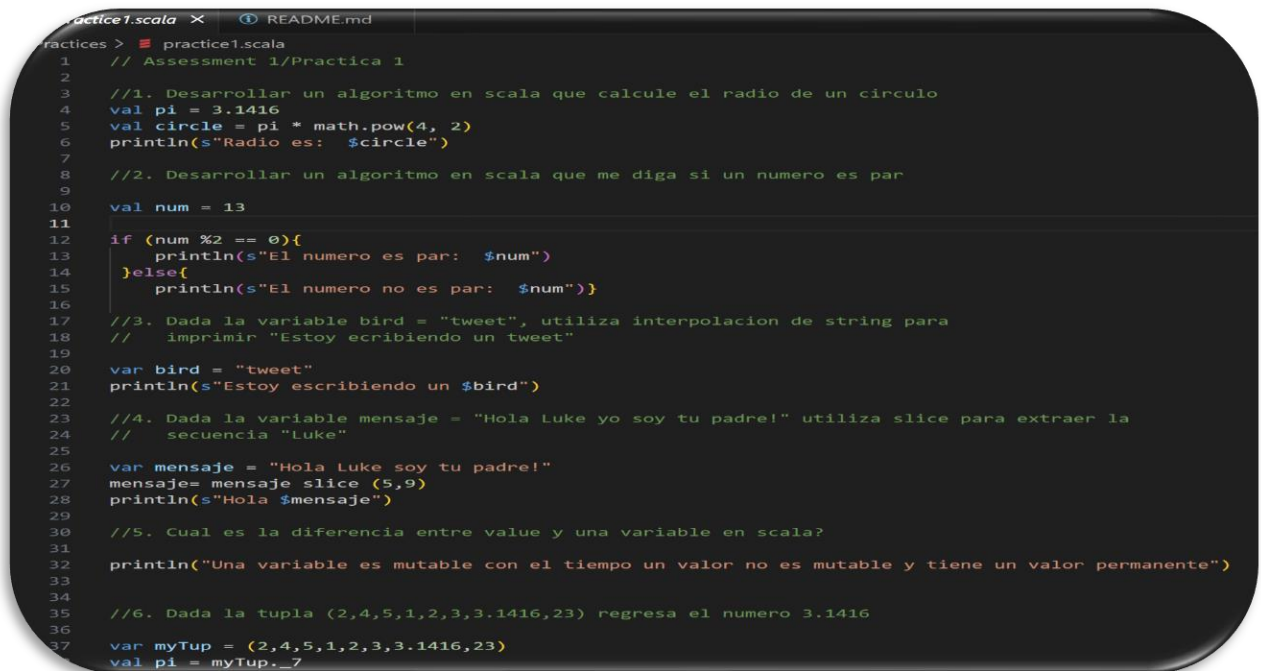 actice1.scala × ⓘ README.md
ractices > practice1.scala
1 // Assessment 1/Practica 1
2
3 //1. Desarrollar un algoritmo en scala que calcule el radio de un circulo
4 val pi = 3.1416
5 val circle = pi * math.pow(4, 2)
6 println(s"Radio es:  $circle")
7
8 //2. Desarrollar un algoritmo en scala que me diga si un numero es par
9
10 val num = 13
11
12 if (num %2 == 0){
13     println(s"El numero es par:  $num")
14  }else{
15     println(s"El numero no es par:  $num")}
16
17 //3. Dada la variable bird = "tweet", utiliza interpolacion de string para
18 //   imprimir "Estoy ecribiendo un tweet"
19
20 var bird = "tweet"
21 println(s"Estoy escribiendo un $bird")
22
23 //4. Dada la variable mensaje = "Hola Luke yo soy tu padre!" utiliza slice para extraer la
24 //   secuencia "Luke"
25
26 var mensaje = "Hola Luke soy tu padre!"
27 mensaje= mensaje slice (5,9)
28 println(s"Hola $mensaje")
29
30 //5. Cual es la diferencia entre value y una variable en scala?
31
32 println("Una variable es mutable con el tiempo un valor no es mutable y tiene un valor permanente")
33
34
35 //6. Dada la tupla (2,4,5,1,2,3,3.1416,23) regresa el numero 3.1416
36
37 var myTup = (2,4,5,1,2,3,3.1416,23)
val pi = myTup._7